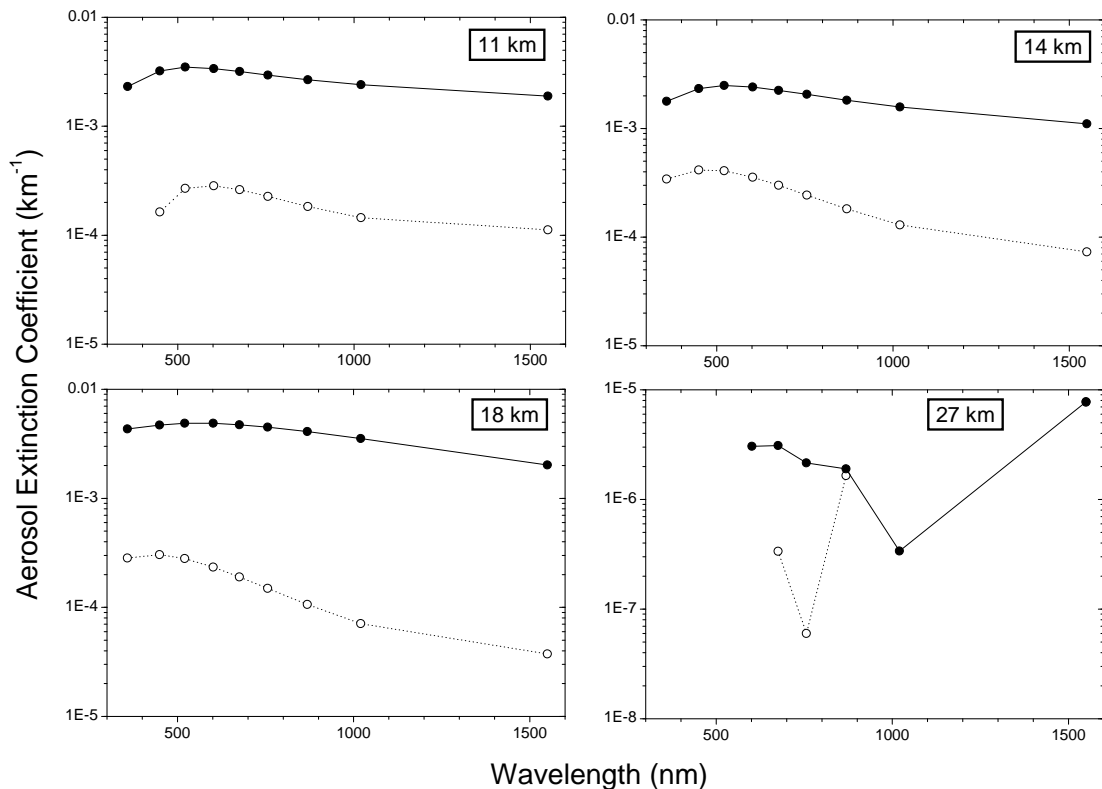 0.01
1E-3
1E-4
1E-5
500
1000
1500
11 km
14 km
0.01
1E-3
1E-4
1E-5
500
1000
1500
0.01
1E-3
1E-4
1E-5
500
1000
1500
18 km
27 km
1E-5
1E-6
1E-7
1E-8
500
1000
1500
Aerosol Extinction Coefficient (km⁻¹)
Wavelength (nm)